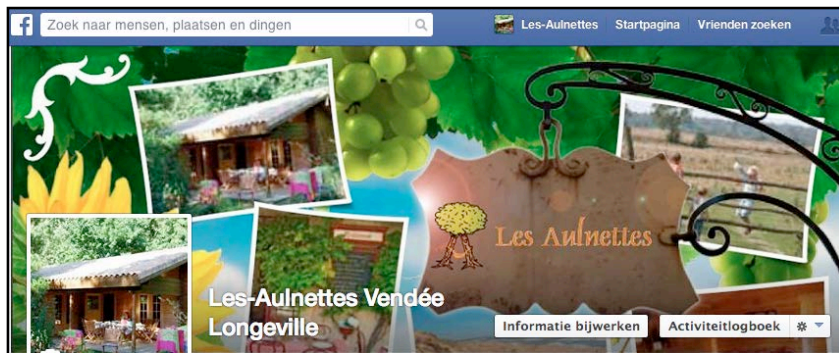 Zoek naar mensen, plaatsen en dingen
Les-Aulnettes Startpagina Vrienden zoeken
Les Aulnettes
Les-Aulnettes Vendée
Longeville
Informatie bijwerken Activiteitlogboek